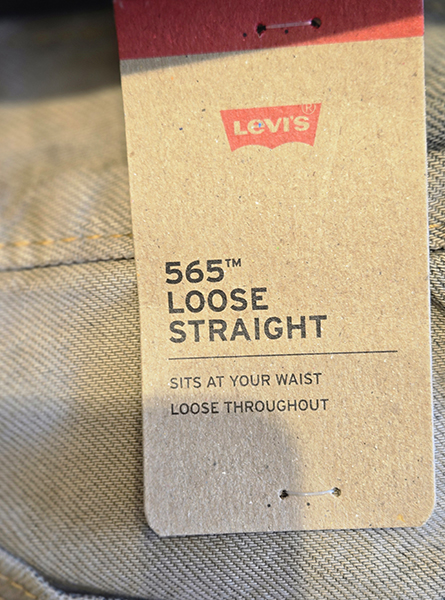 LEVI'S®
565™
LOOSE
STRAIGHT
SITS AT YOUR WAIST
LOOSE THROUGHOUT